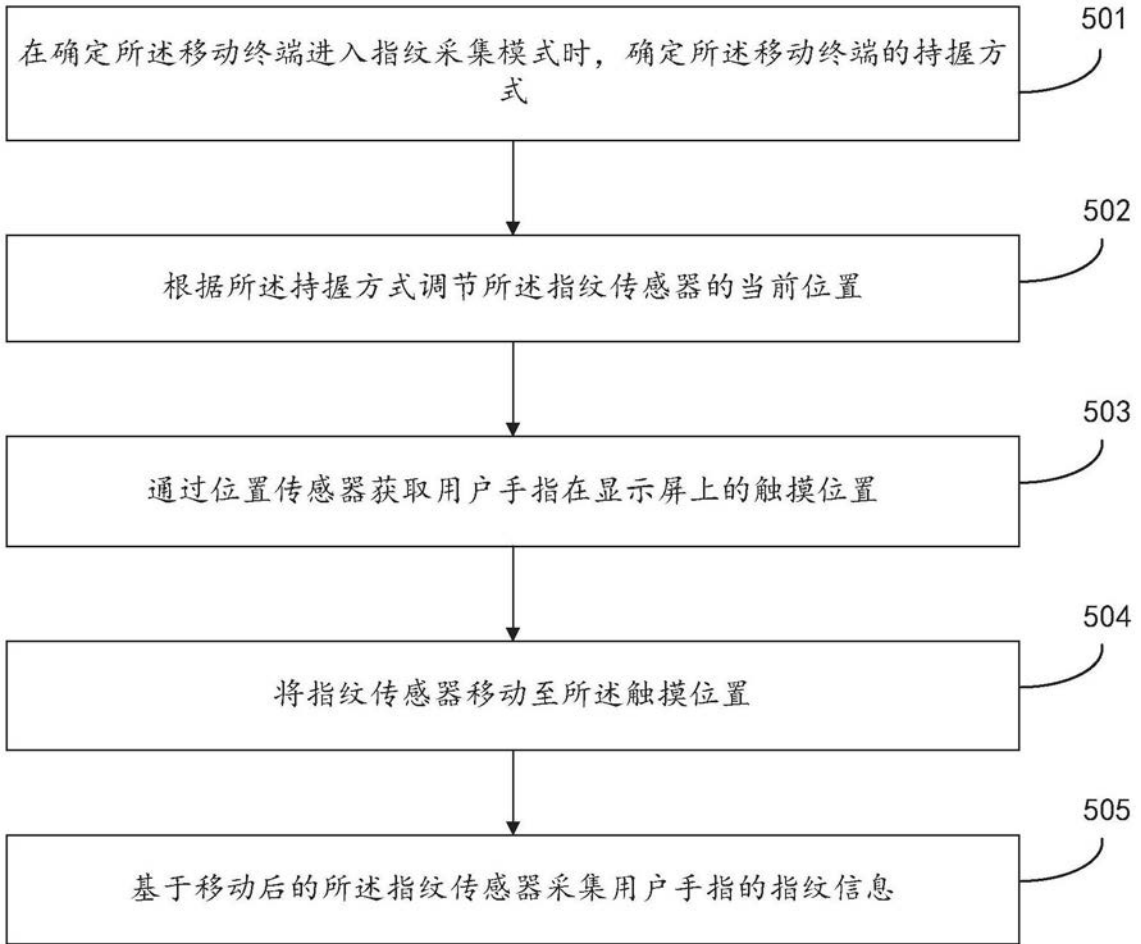 501
在确定所述移动终端进入指纹采集模式时，确定所述移动终端的持握方
式
502
根据所述持握方式调节所述指纹传感器的当前位置
503
通过位置传感器获取用户手指在显示屏上的触摸位置
504
将指纹传感器移动至所述触摸位置
505
基于移动后的所述指纹传感器采集用户手指的指纹信息